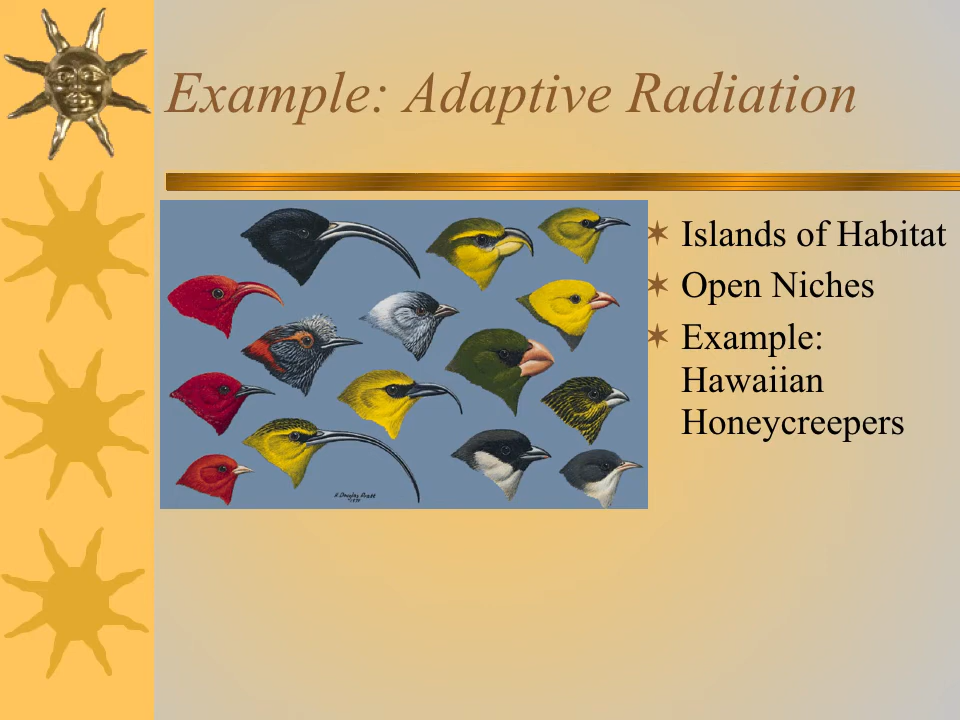 Example: Adaptive Radiation
Islands of Habitat
Open Niches
Example:
Hawaiian
Honeycreepers